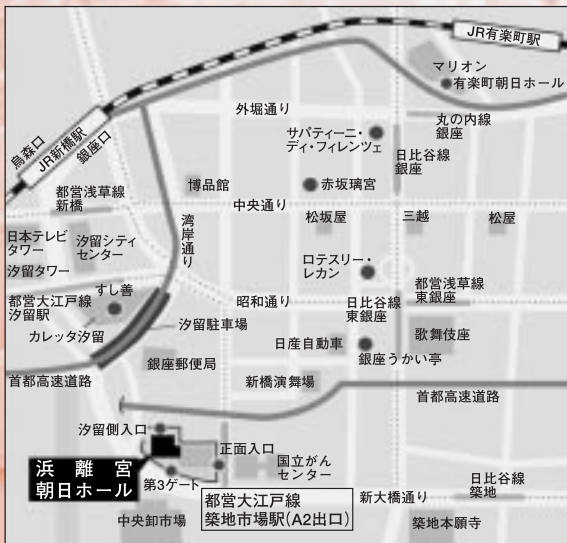 JR有楽町駅
マリオン
有楽町朝日ホール
外堀通り
丸の内線
銀座
サバティーニ・
ディ・フィレンツェ
日比谷線
銀座
烏森口
JR新橋駅
銀座口
博品館
赤坂璃宮
都営浅草線
新橋
中央通り
松坂屋
三越
松屋
湾岸通り
日本テレビ
タワー
汐留シティ
センター
汐留タワー
ロテスリー・
レカン
都営浅草線
東銀座
すし善
都営大江戸線
汐留駅
昭和通り
日比谷線
東銀座
カレッタ汐留
汐留駐車場
日産自動車
歌舞伎座
銀座うかい亭
銀座郵便局
新橋演舞場
首都高速道路
首都高速道路
汐留側入口
正面入口
国立がん
センター
浜離宮
朝日ホール
第3ゲート
都営大江戸線
築地市場駅(A2出口)
新大橋通り
日比谷線
築地
中央卸市場
築地本願寺